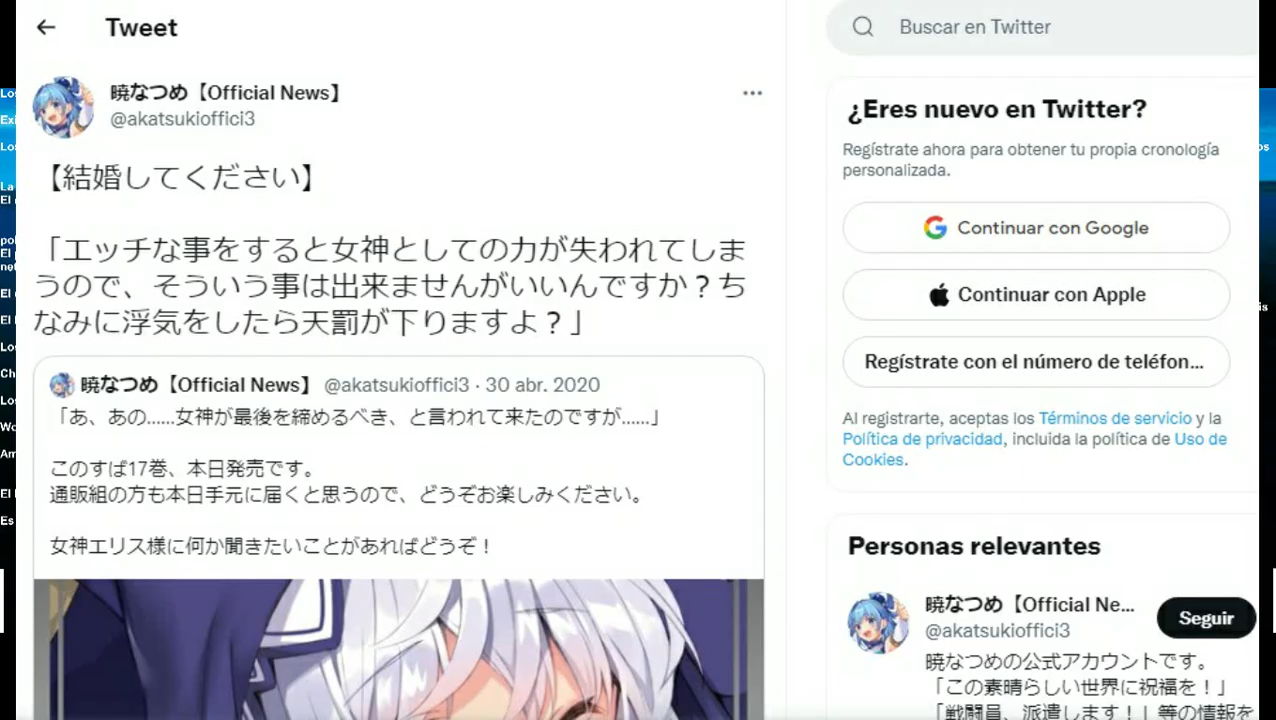 Tweet
暁なつめ【Official News】
@akatsukioffici3
【結婚してください】
「エッチな事をすると女神としての力が失われてしま
うので、そういう事は出来ませんがいいんですか？ち
なみに浮気をしたら天罰が下りますよ？」
暁なつめ【Official News】 @akatsukioffici3 · 30 abr. 2020
「あ、あの......女神が最後を締めるべき、と言われて来たのですが......」
このすば17巻、本日発売です。
通販組の方も本日手元に届くと思うので、どうぞお楽しみください。
女神エリス様に何か聞きたいことがあればどうぞ！
Buscar en Twitter
¿Eres nuevo en Twitter?
Regístrate ahora para obtener tu propia cronología
personalizada.
Continuar con Google
Continuar con Apple
Regístrate con el número de teléfon...
Al registrarte, aceptas los Términos de servicio y la
Política de privacidad, incluida la política de Uso de
Cookies.
Personas relevantes
暁なつめ【Official Ne...
@akatsukioffici3
Seguir
暁なつめの公式アカウントです。
「この素晴らしい世界に祝福を！」
「戦闘員、派遣します！」等の情報を